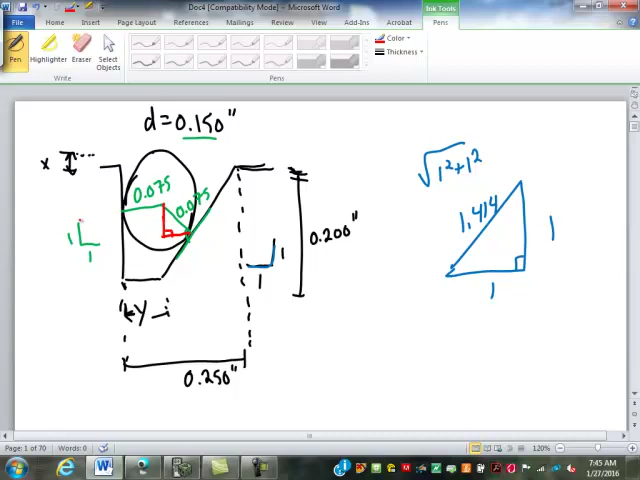 Doc4 [Compatibility Mode] - Microsoft Word
Ink Tools
File Home Insert Page Layout References Mailings Review View Add-Ins Acrobat Pens
Pen Highlighter Eraser Select Objects
Color
Thickness
Write
Pens
d=0.150"
x
0.075
0.075
1
1
1
1
0.200"
Y
0.250"
√1²+1²
1.414
1
1
Page: 1 of 70 Words: 0
120%
7:45 AM
1/27/2016